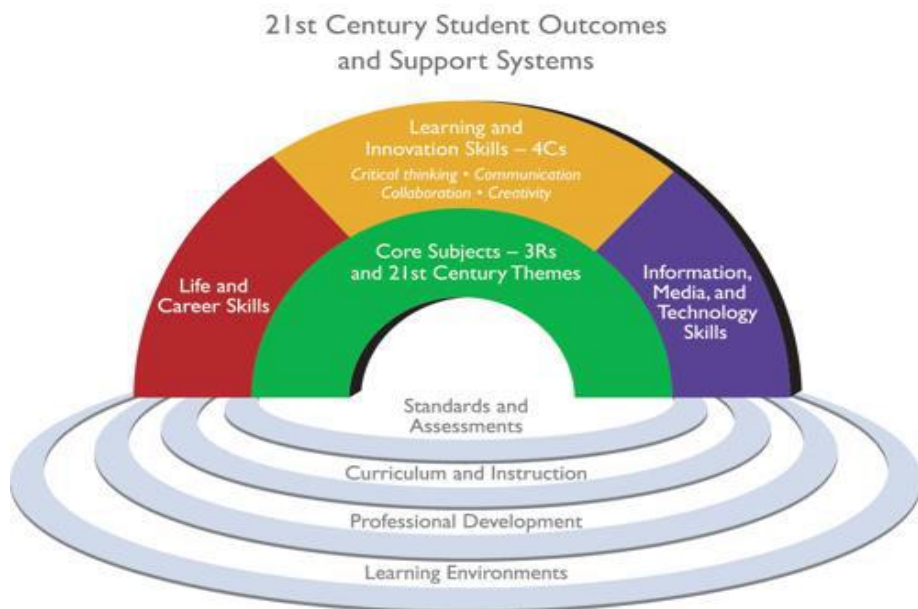 21st Century Student Outcomes
and Support Systems
Learning and
Innovation Skills – 4Cs
Critical thinking • Communication
Collaboration • Creativity
Core Subjects – 3Rs
and 21st Century Themes
Life and
Career Skills
Information,
Media, and
Technology
Skills
Standards and
Assessments
Curriculum and Instruction
Professional Development
Learning Environments